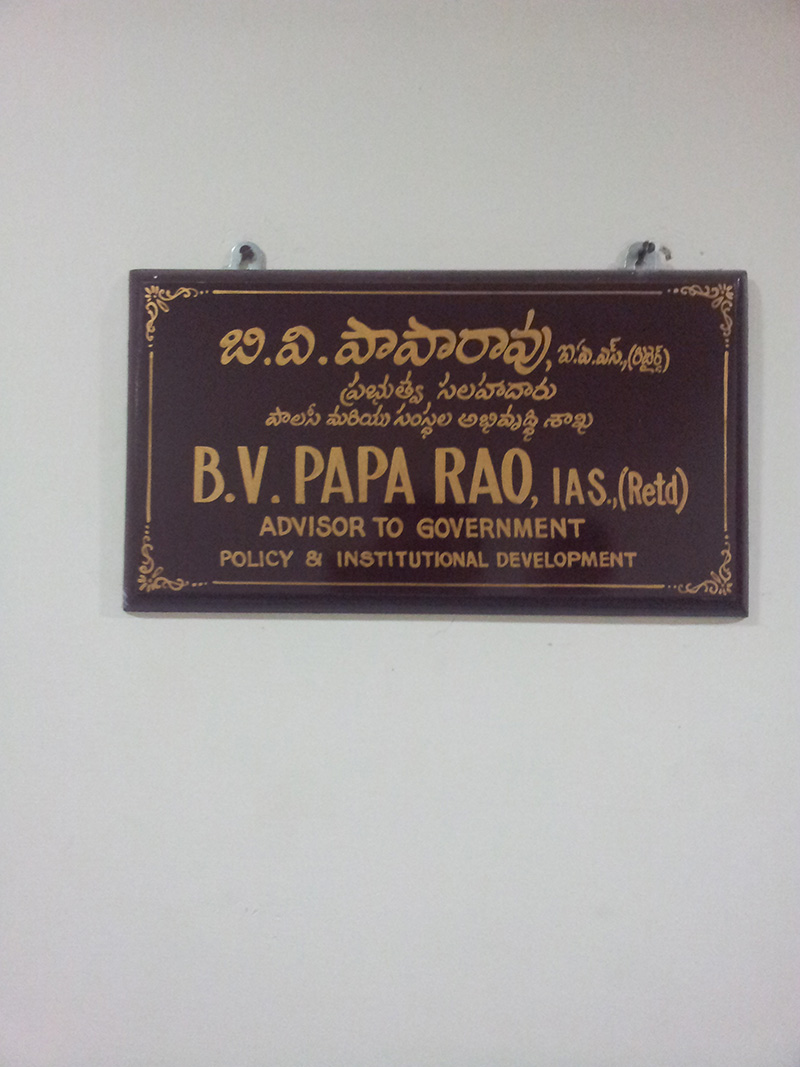 బి.వి.పాపారావు, ఐ.ఏ.ఎస్.,(రిటైర్డ్)
ప్రభుత్వ సలహాదారు
పాలసీ మరియు సంస్థల అభివృద్ధి శాఖ
B.V. PAPA RAO, IAS.,(Retd)
ADVISOR TO GOVERNMENT
POLICY & INSTITUTIONAL DEVELOPMENT